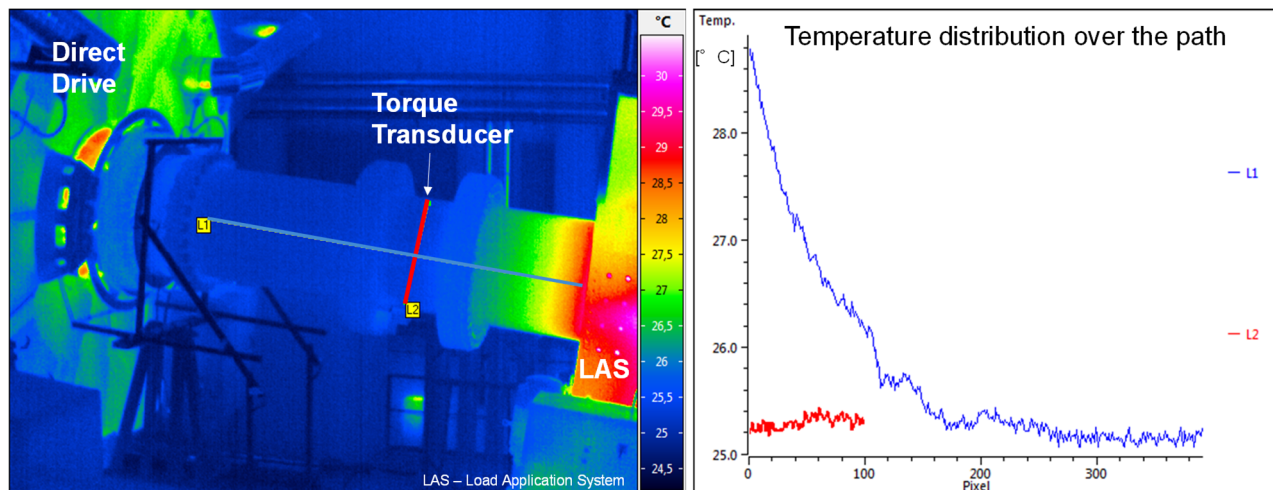 Direct
Drive
Torque
Transducer
L1
L2
LAS
LAS – Load Application System
°C
30
29,5
29
28,5
28
27,5
27
26,5
26
25,5
25
24,5
Temp.
[° C]
Temperature distribution over the path
28.0
27.0
26.0
25.0
0
100
200
300
Pixel
L1
L2